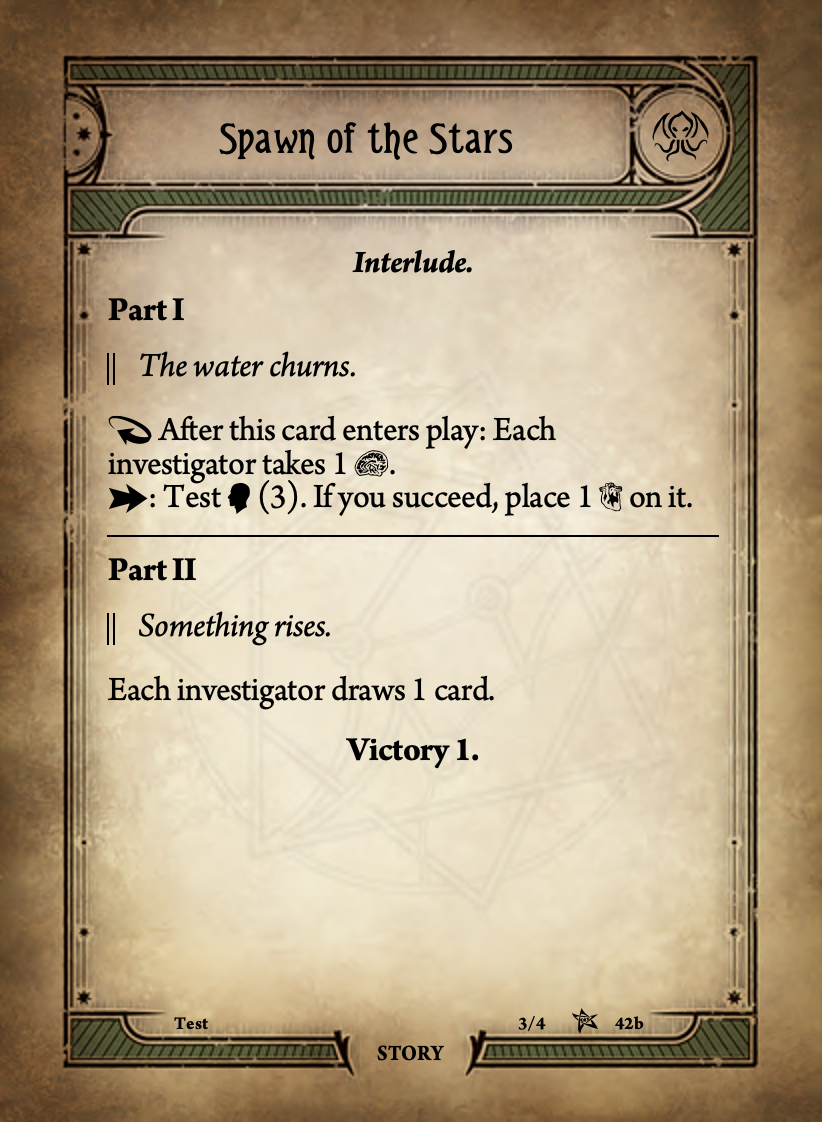 Spawn of the Stars
Interlude.
Part I
The water churns.
After this card enters play: Each
investigator takes 1 .
: Test (3). If you succeed, place 1 on it.
Part II
Something rises.
Each investigator draws 1 card.
Victory 1.
Test 3/4 42b
STORY